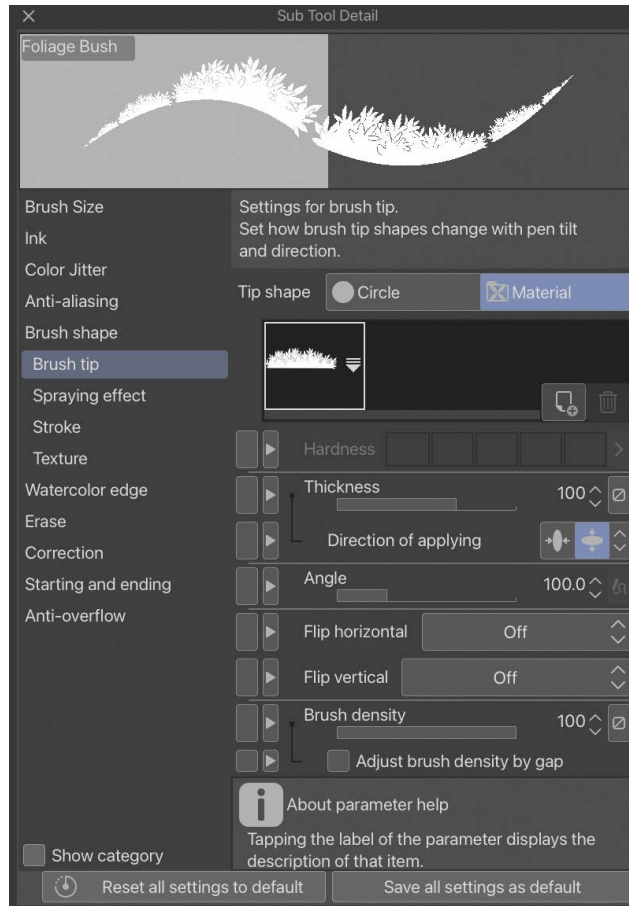 Sub Tool Detail
Foliage Bush
Brush Size
Ink
Color Jitter
Anti-aliasing
Brush shape
Brush tip
Spraying effect
Stroke
Texture
Watercolor edge
Erase
Correction
Starting and ending
Anti-overflow
Show category
Settings for brush tip.
Set how brush tip shapes change with pen tilt
and direction.
Tip shape Circle Material
Hardness
Thickness 100
Direction of applying
Angle 100.0
Flip horizontal Off
Flip vertical Off
Brush density 100
Adjust brush density by gap
About parameter help
Tapping the label of the parameter displays the
description of that item.
Reset all settings to default Save all settings as default